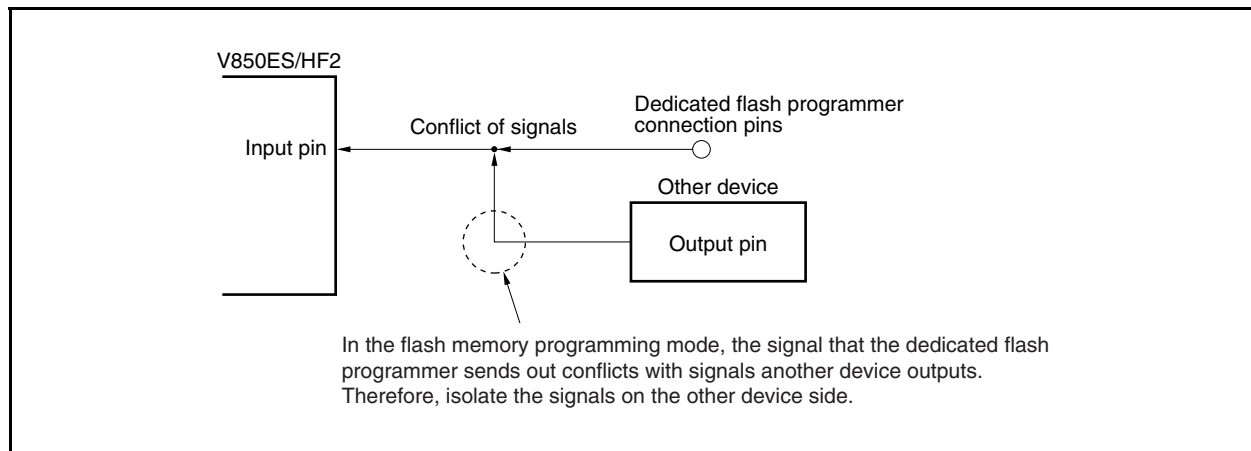 V850ES/HF2
Dedicated flash programmer
connection pins
Conflict of signals
Input pin
Other device
Output pin
In the flash memory programming mode, the signal that the dedicated flash
programmer sends out conflicts with signals another device outputs.
Therefore, isolate the signals on the other device side.